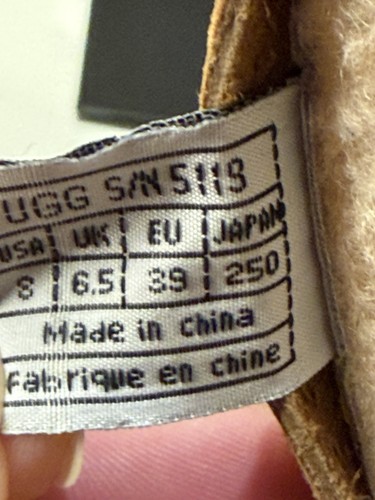 UGG S/N 5119
USA UK EU JAPAN
8 6.5 39 250
Made in china
fabrique en chine